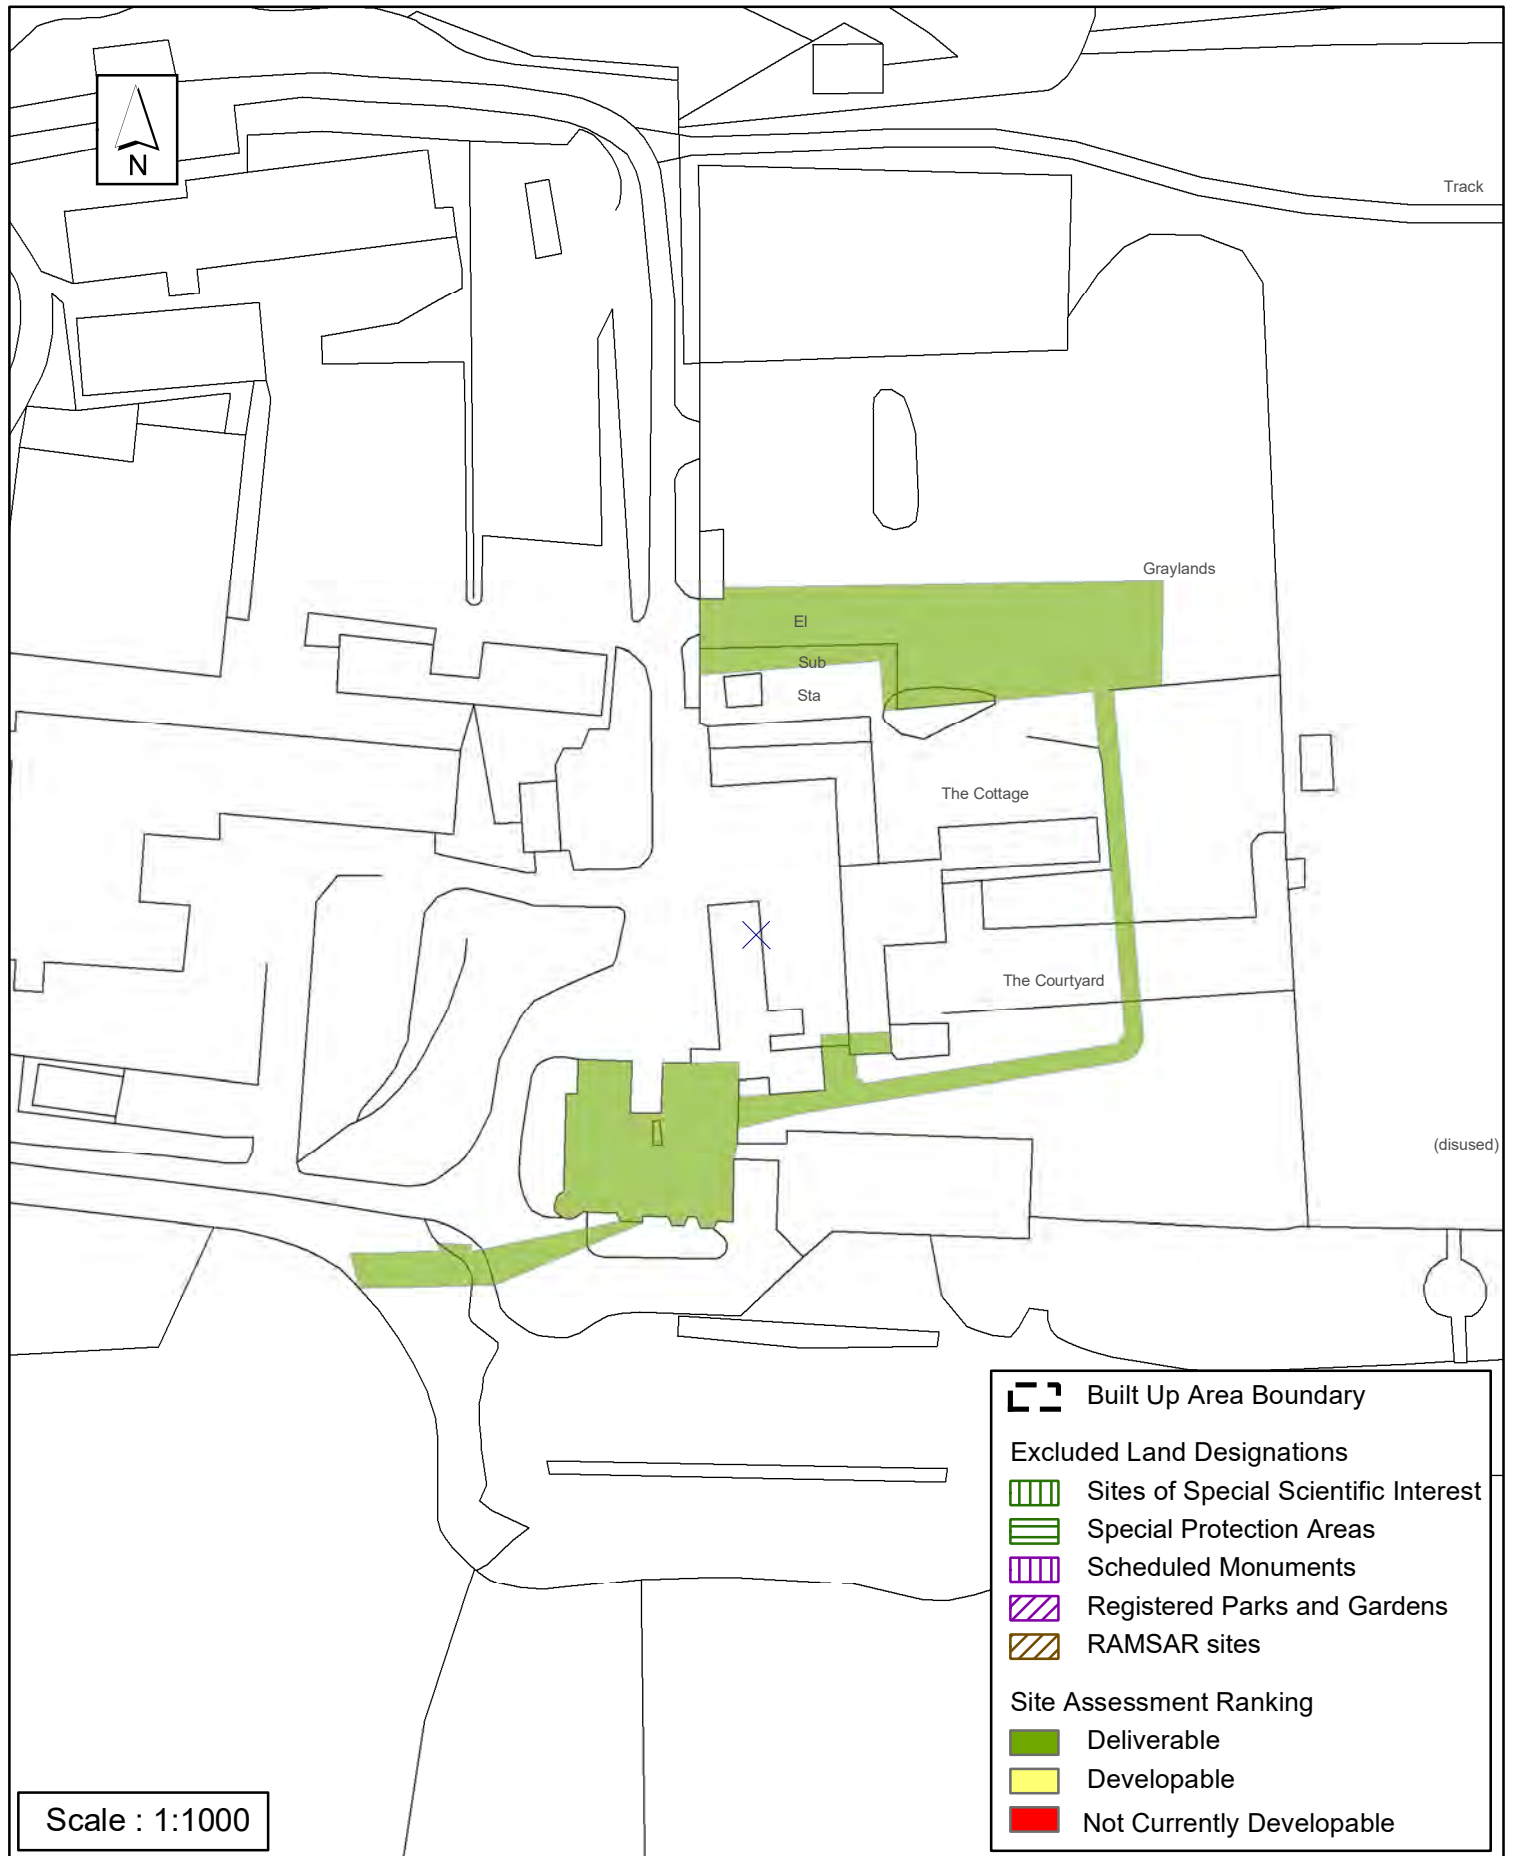 N
Track
Graylands
El
Sub
Sta
The Cottage
The Courtyard
(disused)
Built Up Area Boundary
Excluded Land Designations
Sites of Special Scientific Interest
Special Protection Areas
Scheduled Monuments
Registered Parks and Gardens
RAMSAR sites
Site Assessment Ranking
Deliverable
Developable
Not Currently Developable
Scale : 1:1000